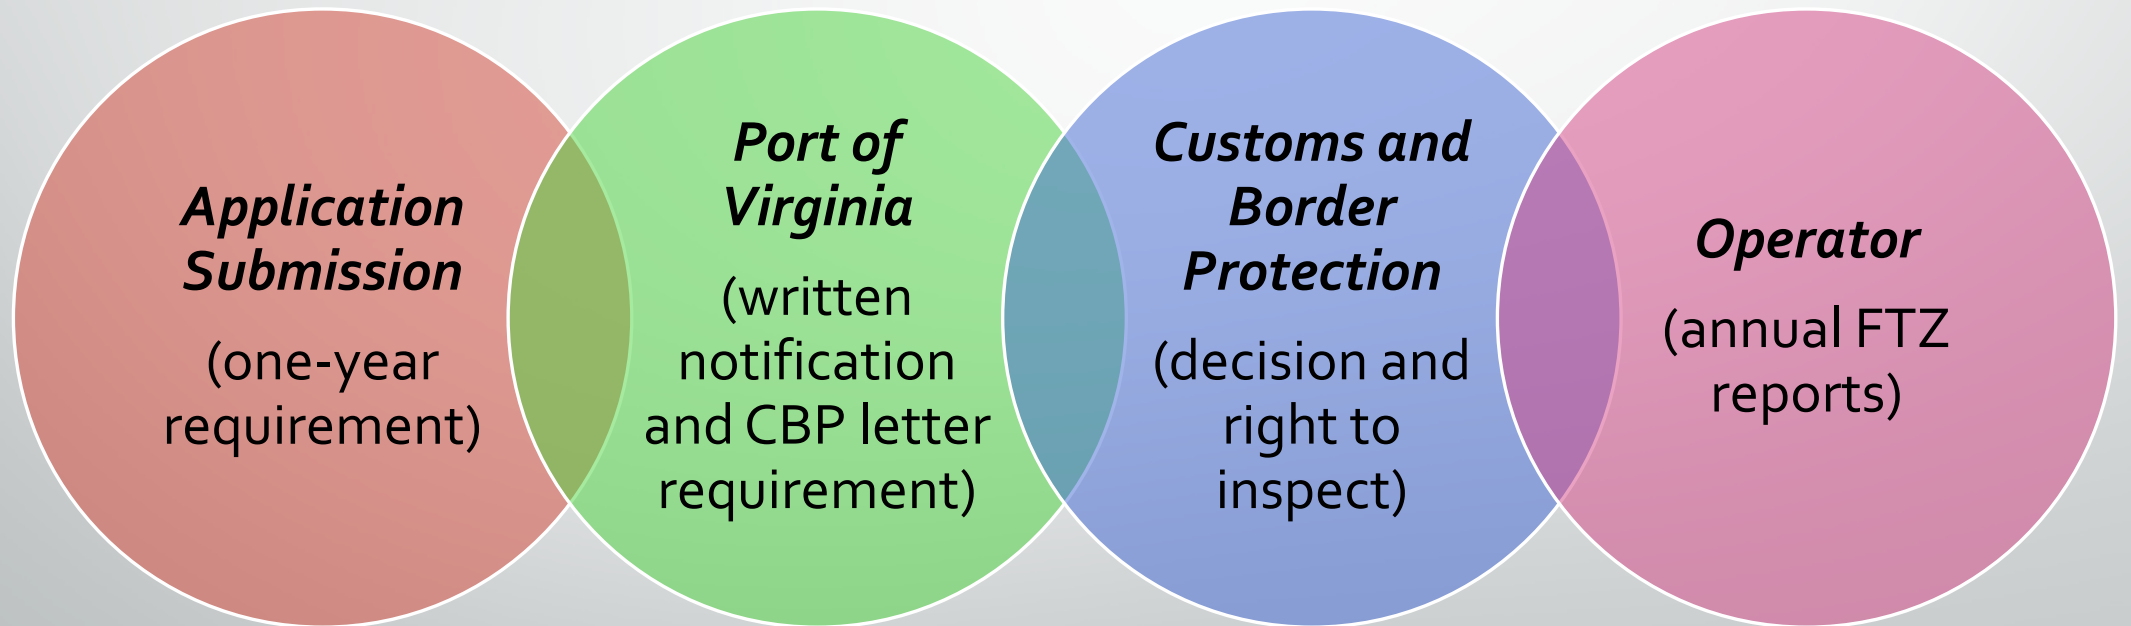 Application
Submission
(one-year
requirement)
Port of
Virginia
(written
notification
and CBP letter
requirement)
Customs and
Border
Protection
(decision and
right to
inspect)
Operator
(annual FTZ
reports)